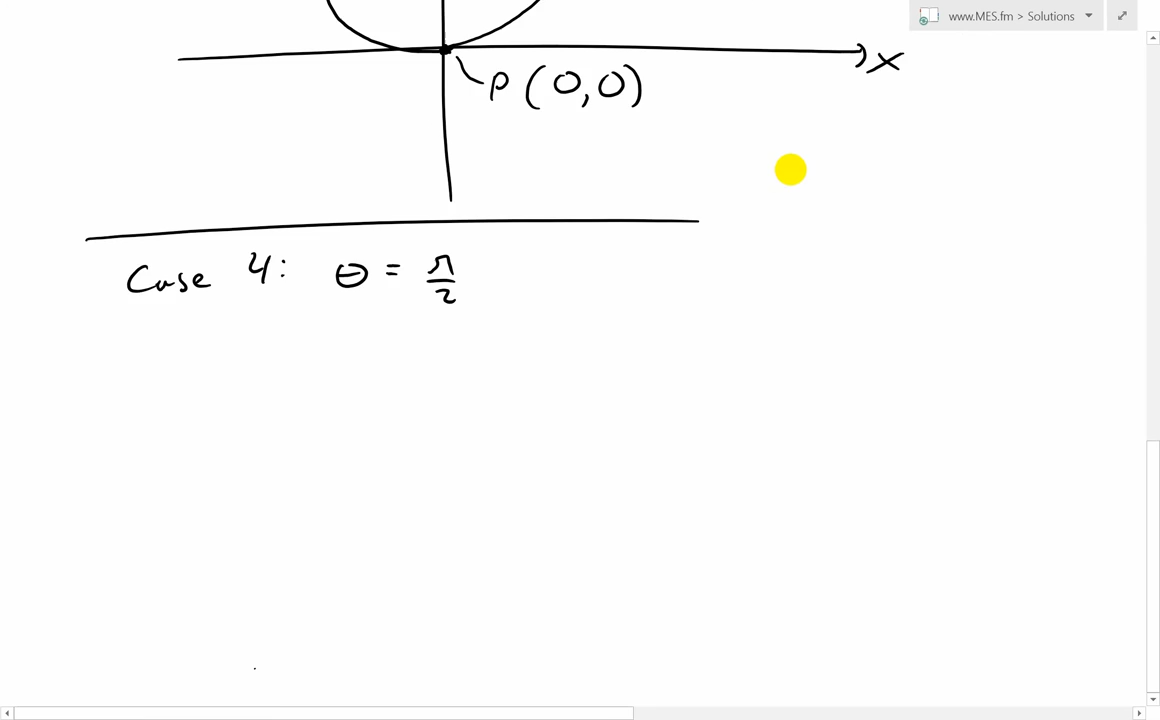 www.MES.fm > Solutions
x
P (0,0)
Case 4: θ = π/2